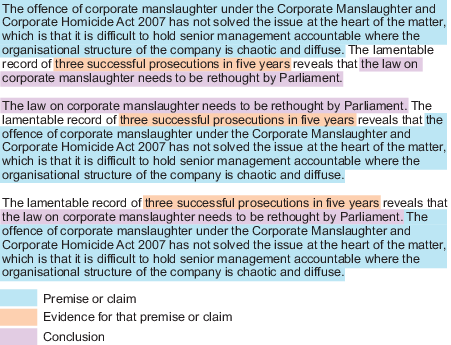 The offence of corporate manslaughter under the Corporate Manslaughter and
Corporate Homicide Act 2007 has not solved the issue at the heart of the matter,
which is that it is difficult to hold senior management accountable where the
organisational structure of the company is chaotic and diffuse. The lamentable
record of three successful prosecutions in five years reveals that the law on
corporate manslaughter needs to be rethought by Parliament.
The law on corporate manslaughter needs to be rethought by Parliament. The
lamentable record of three successful prosecutions in five years reveals that the
offence of corporate manslaughter under the Corporate Manslaughter and
Corporate Homicide Act 2007 has not solved the issue at the heart of the matter,
which is that it is difficult to hold senior management accountable where the
organisational structure of the company is chaotic and diffuse.
The lamentable record of three successful prosecutions in five years reveals that
the law on corporate manslaughter needs to be rethought by Parliament. The
offence of corporate manslaughter under the Corporate Manslaughter and
Corporate Homicide Act 2007 has not solved the issue at the heart of the matter,
which is that it is difficult to hold senior management accountable where the
organisational structure of the company is chaotic and diffuse.
Premise or claim
Evidence for that premise or claim
Conclusion